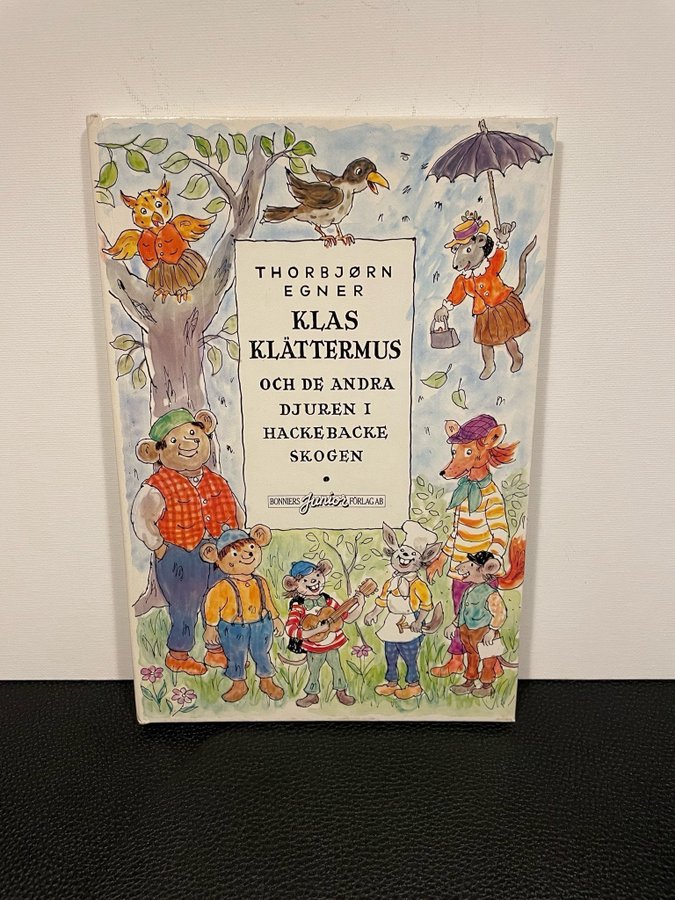 THORBJØRN
EGNER
KLAS
KLÄTTERMUS
OCH DE ANDRA
DJUREN I
HACKEBACKE
SKOGEN
BONNIERS Junior FÖRLAG AB